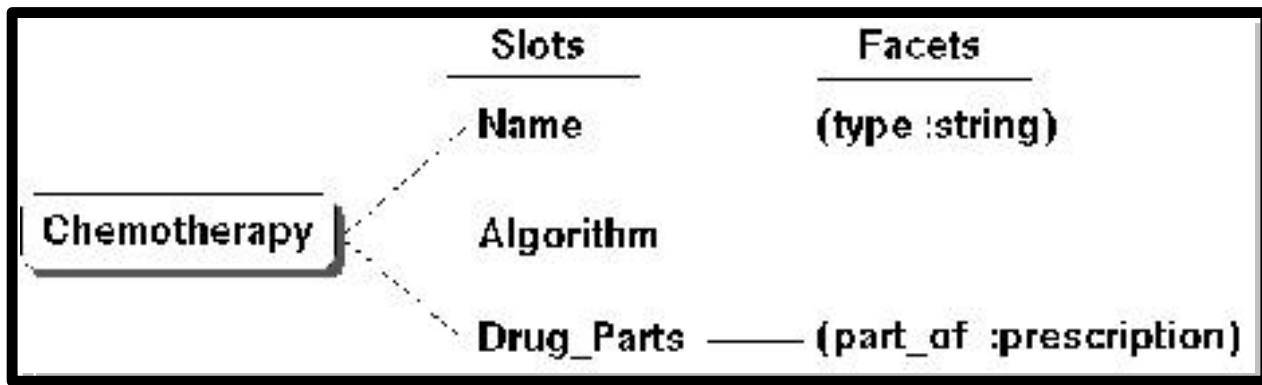 Slots Facets
Name (type :string)
Chemotherapy Algorithm
Drug_Parts (part_of :prescription)